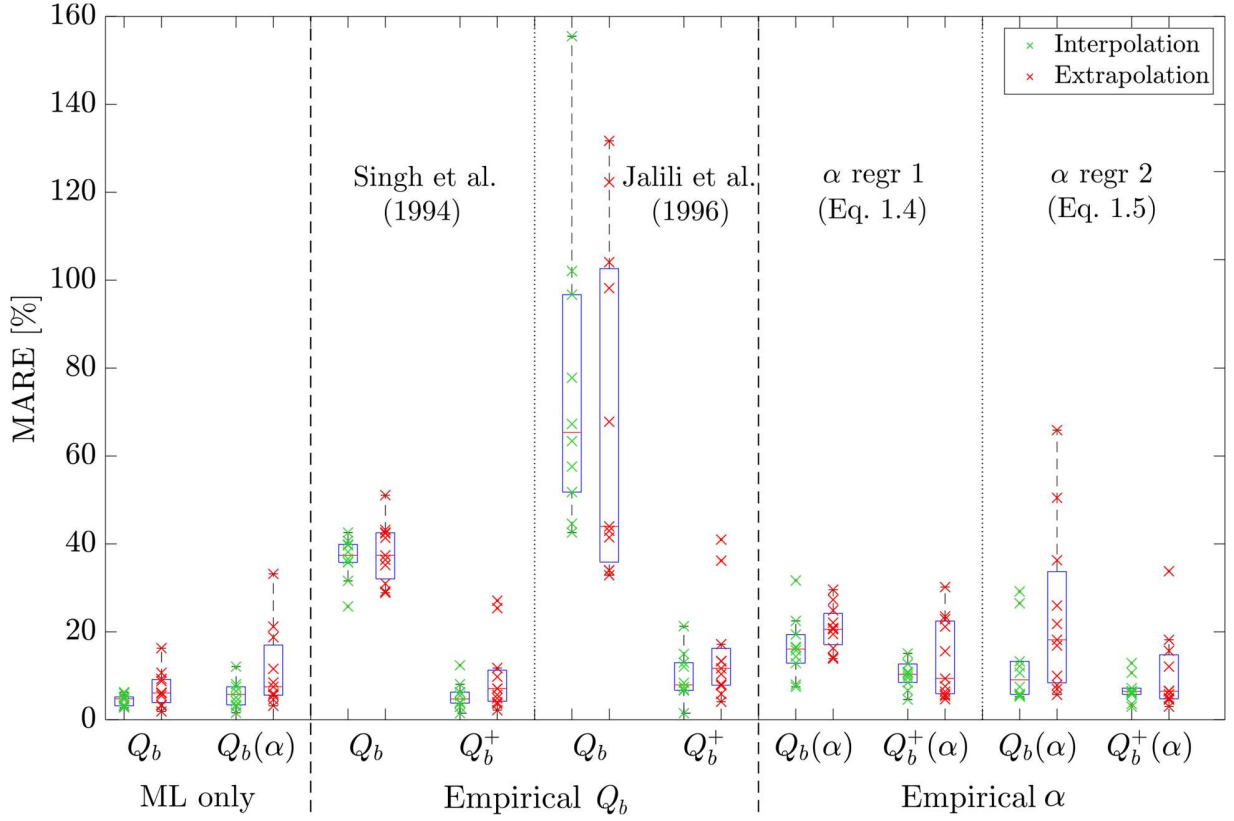 160
140
120
100
80
60
40
20
0
MARE [%]
Interpolation
Extrapolation
Singh et al.
(1994)
Jalili et al.
(1996)
α regr 1
(Eq. 1.4)
α regr 2
(Eq. 1.5)
Q_b Q_b(α) Q_b Q_b^+ Q_b Q_b^+ Q_b(α) Q_b^+(α) Q_b(α) Q_b^+(α)
ML only Empirical Q_b Empirical α